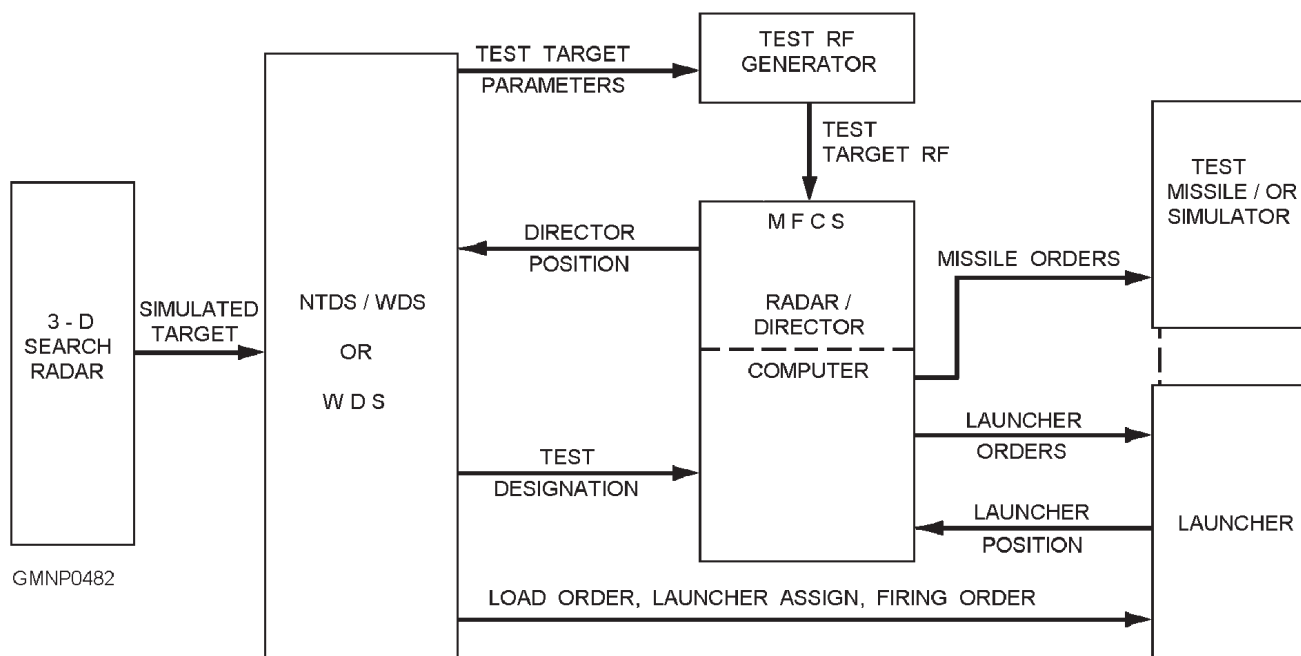 3 - D
SEARCH
RADAR
GMNP0482
SIMULATED
TARGET
NTDS / WDS
OR
W D S
TEST TARGET
PARAMETERS
TEST RF
GENERATOR
TEST
TARGET RF
DIRECTOR
POSITION
M F C S
RADAR /
DIRECTOR
COMPUTER
TEST
DESIGNATION
MISSILE ORDERS
TEST
MISSILE / OR
SIMULATOR
LAUNCHER
ORDERS
LAUNCHER
POSITION
LAUNCHER
LOAD ORDER, LAUNCHER ASSIGN, FIRING ORDER